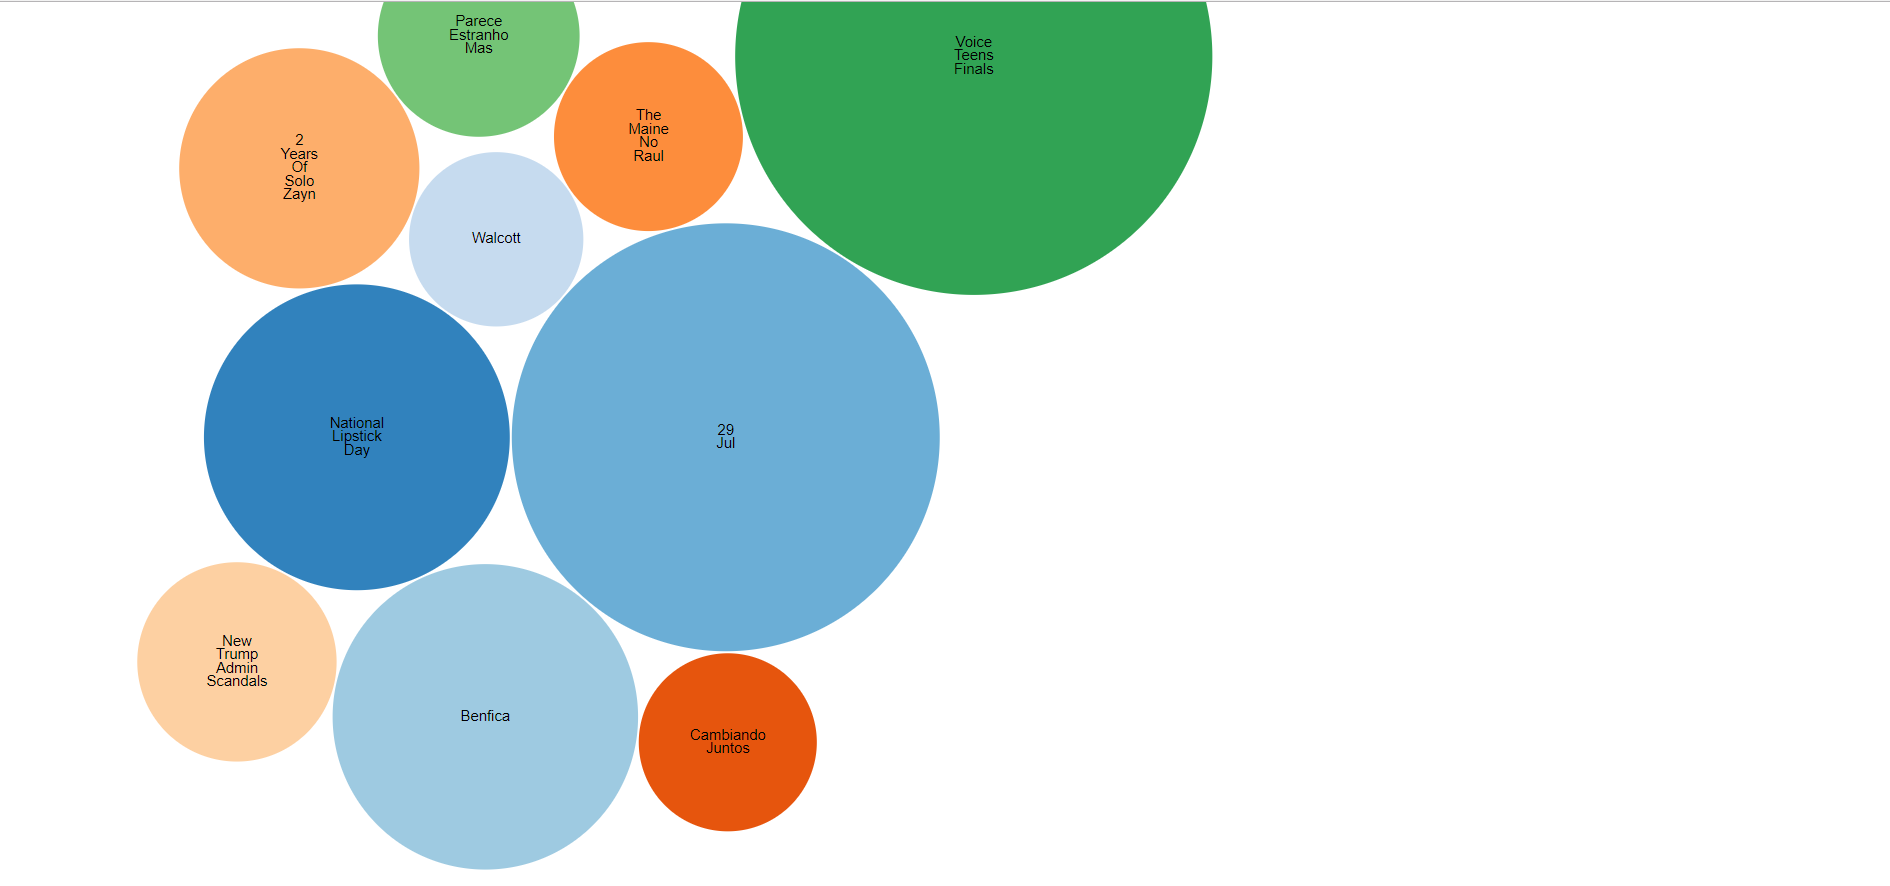 Parece
Estranho
Mas
Voice
Teens
Finals
The
Maine
No
Raul
2
Years
Of
Solo
Zayn
Walcott
National
Lipstick
Day
29
Jul
New
Trump
Admin
Scandals
Benfica
Cambiando
Juntos